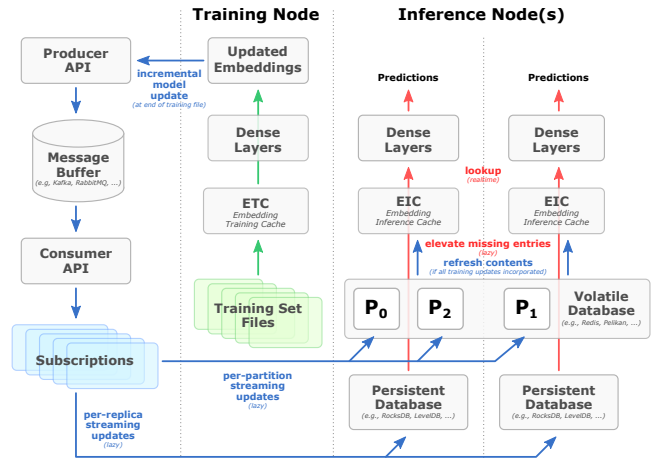 Training Node
Inference Node(s)
Producer
API
Updated
Embeddings
incremental
model
update
(at end of training file)
Predictions
Predictions
Message
Buffer
(e.g, Kafka, RabbitMQ, ...)
Dense
Layers
Dense
Layers
Dense
Layers
lookup
(real-time)
ETC
Embedding
Training Cache
EIC
Embedding
Inference Cache
EIC
Embedding
Inference Cache
Consumer
API
elevate missing entries
(lazy)
refresh contents
(if all training updates incorporated)
Training Set
Files
P0
P2
P1
Volatile
Database
(e.g., Redis, Pelikan, ...)
Subscriptions
per-partition
streaming
updates
(lazy)
Persistent
Database
(e.g., RocksDB, LevelDB, ...)
Persistent
Database
(e.g., RocksDB, LevelDB, ...)
per-replica
streaming
updates
(lazy)